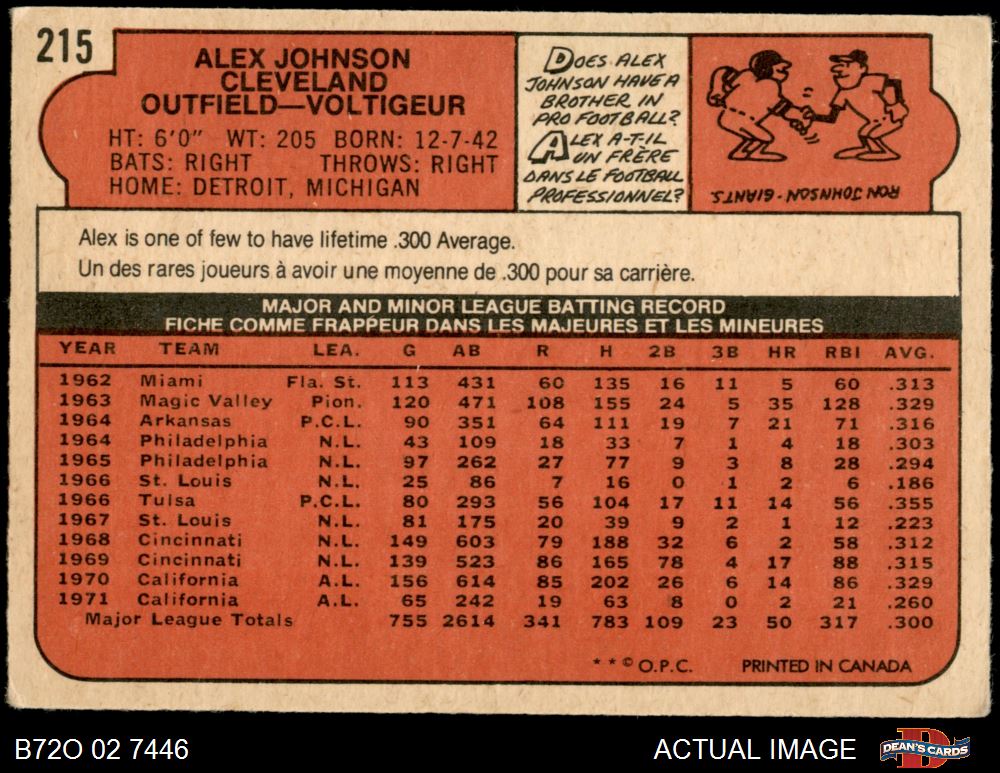 215
ALEX JOHNSON
CLEVELAND
OUTFIELD—VOLTIGEUR
HT: 6'0" WT: 205 BORN: 12-7-42
BATS: RIGHT THROWS: RIGHT
HOME: DETROIT, MICHIGAN
DOES ALEX
JOHNSON HAVE A
BROTHER IN
PRO FOOTBALL?
ALEX A-T-IL
UN FRÈRE
DANS LE FOOTBALL
PROFESSIONNEL?
RON JOHNSON - GIANTS
Alex is one of few to have lifetime .300 Average.
Un des rares joueurs à avoir une moyenne de .300 pour sa carrière.
MAJOR AND MINOR LEAGUE BATTING RECORD
FICHE COMME FRAPPEUR DANS LES MAJEURES ET LES MINEURES
YEAR TEAM LEA. G AB R H 2B 3B HR RBI AVG.
1962 Miami Fla. St. 113 431 60 135 16 11 5 60 .313
1963 Magic Valley Pion. 120 471 108 155 24 5 35 128 .329
1964 Arkansas P.C.L. 90 351 64 111 19 7 21 71 .316
1964 Philadelphia N.L. 43 109 18 33 7 1 4 18 .303
1965 Philadelphia N.L. 97 262 27 77 9 3 8 28 .294
1966 St. Louis N.L. 25 86 7 16 0 1 2 6 .186
1966 Tulsa P.C.L. 80 293 56 104 17 11 14 56 .355
1967 St. Louis N.L. 81 175 20 39 9 2 1 12 .223
1968 Cincinnati N.L. 149 603 79 188 32 6 2 58 .312
1969 Cincinnati N.L. 139 523 86 165 78 4 17 88 .315
1970 California A.L. 156 614 85 202 26 6 14 86 .329
1971 California A.L. 65 242 19 63 8 0 2 21 .260
Major League Totals 755 2614 341 783 109 23 50 317 .300
* * © O.P.C. PRINTED IN CANADA
B72O 02 7446 ACTUAL IMAGE DEAN'S CARDS